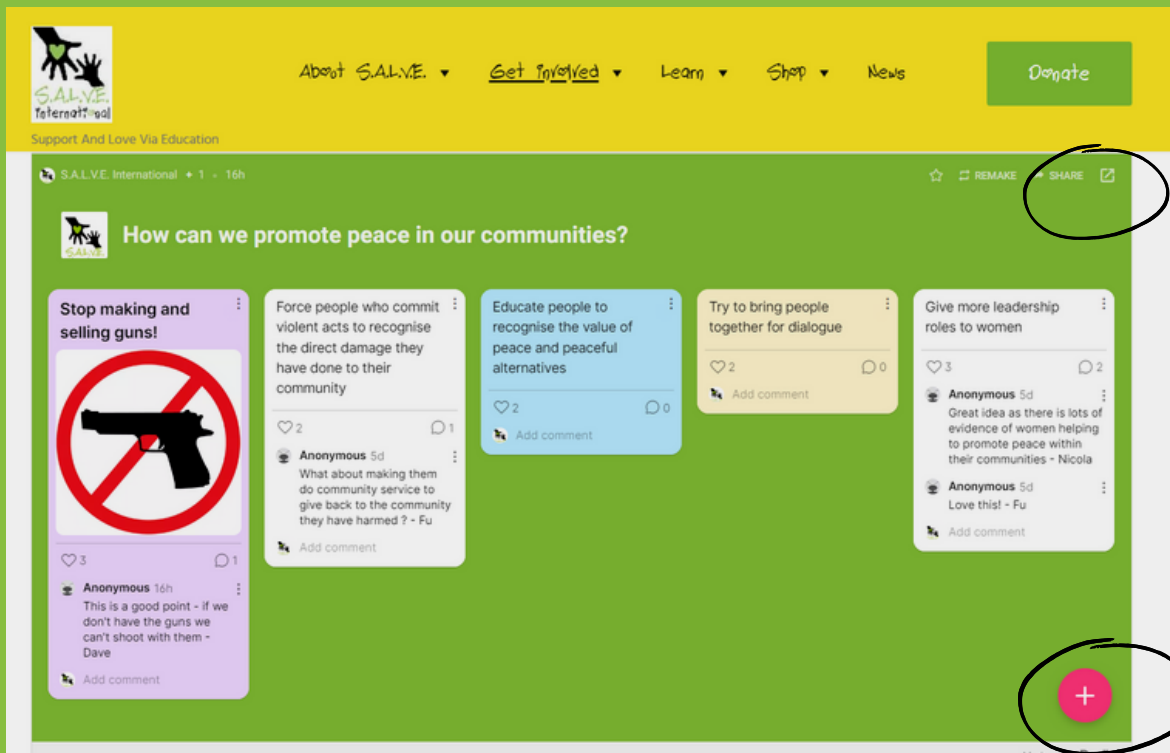 S.A.L.V.E.
International
Support And Love Via Education
About S.A.L.V.E.
Get Involved
Learn
Shop
News
Donate
S.A.L.V.E. International + 1 • 16h
REMAKE
SHARE
S.A.L.V.E.
How can we promote peace in our communities?
Stop making and
selling guns!
3
1
Anonymous 16h
This is a good point - if we
don't have the guns we
can't shoot with them -
Dave
Add comment
Force people who commit
violent acts to recognise
the direct damage they
have done to their
community
2
1
Anonymous 5d
What about making them
do community service to
give back to the community
they have harmed ? - Fu
Add comment
Educate people to
recognise the value of
peace and peaceful
alternatives
2
0
Add comment
Try to bring people
together for dialogue
2
0
Add comment
Give more leadership
roles to women
3
2
Anonymous 5d
Great idea as there is lots of
evidence of women helping
to promote peace within
their communities - Nicola
Anonymous 5d
Love this! - Fu
Add comment